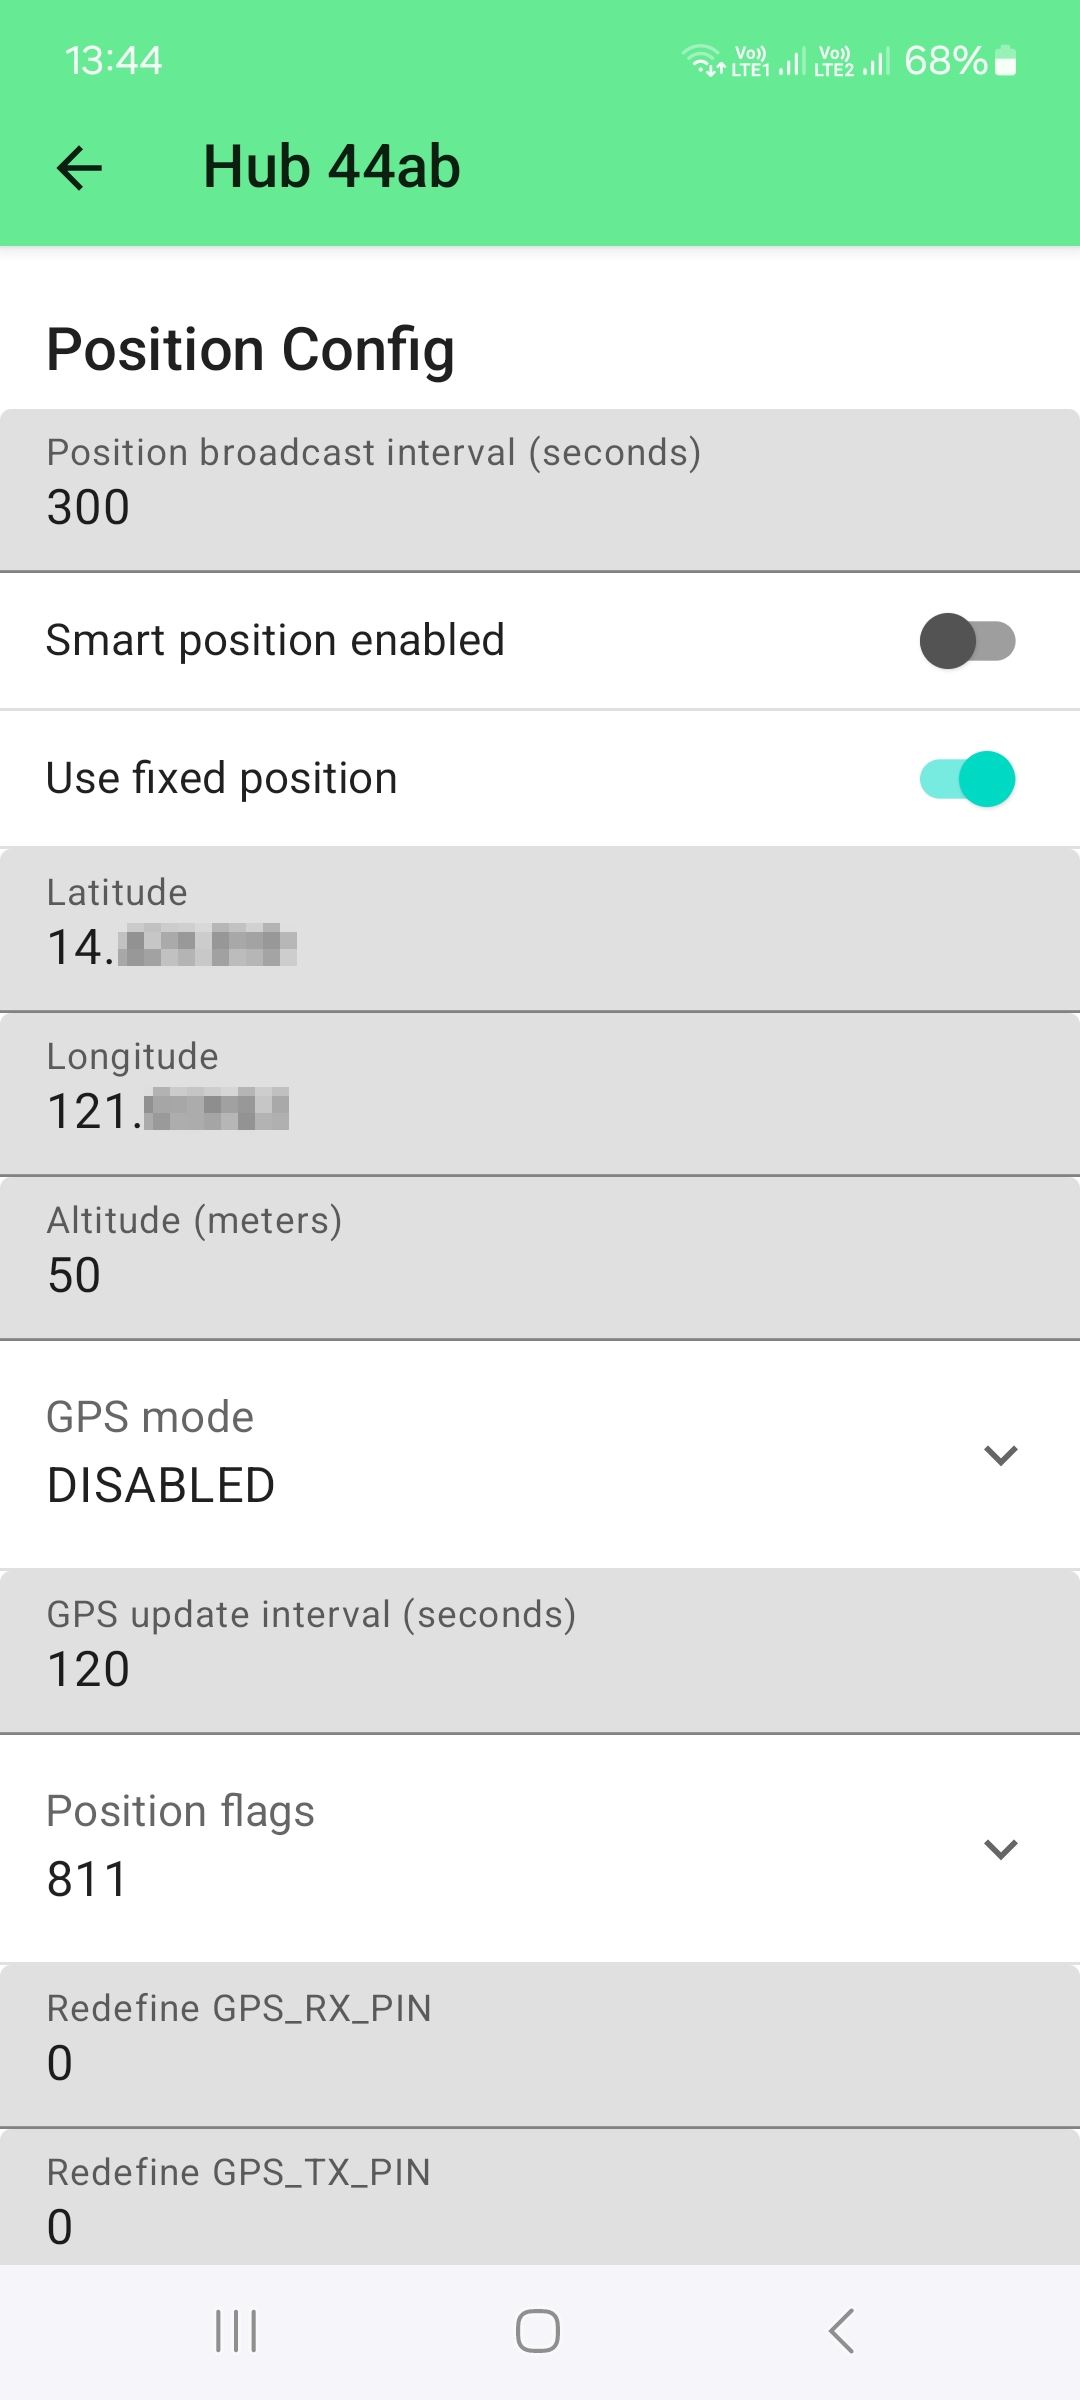 13:44 Vo)) LTE1 Vo)) LTE2 68%
Hub 44ab
Position Config
Position broadcast interval (seconds)
300
Smart position enabled
Use fixed position
Latitude
14.
Longitude
121.
Altitude (meters)
50
GPS mode
DISABLED
GPS update interval (seconds)
120
Position flags
811
Redefine GPS_RX_PIN
0
Redefine GPS_TX_PIN
0